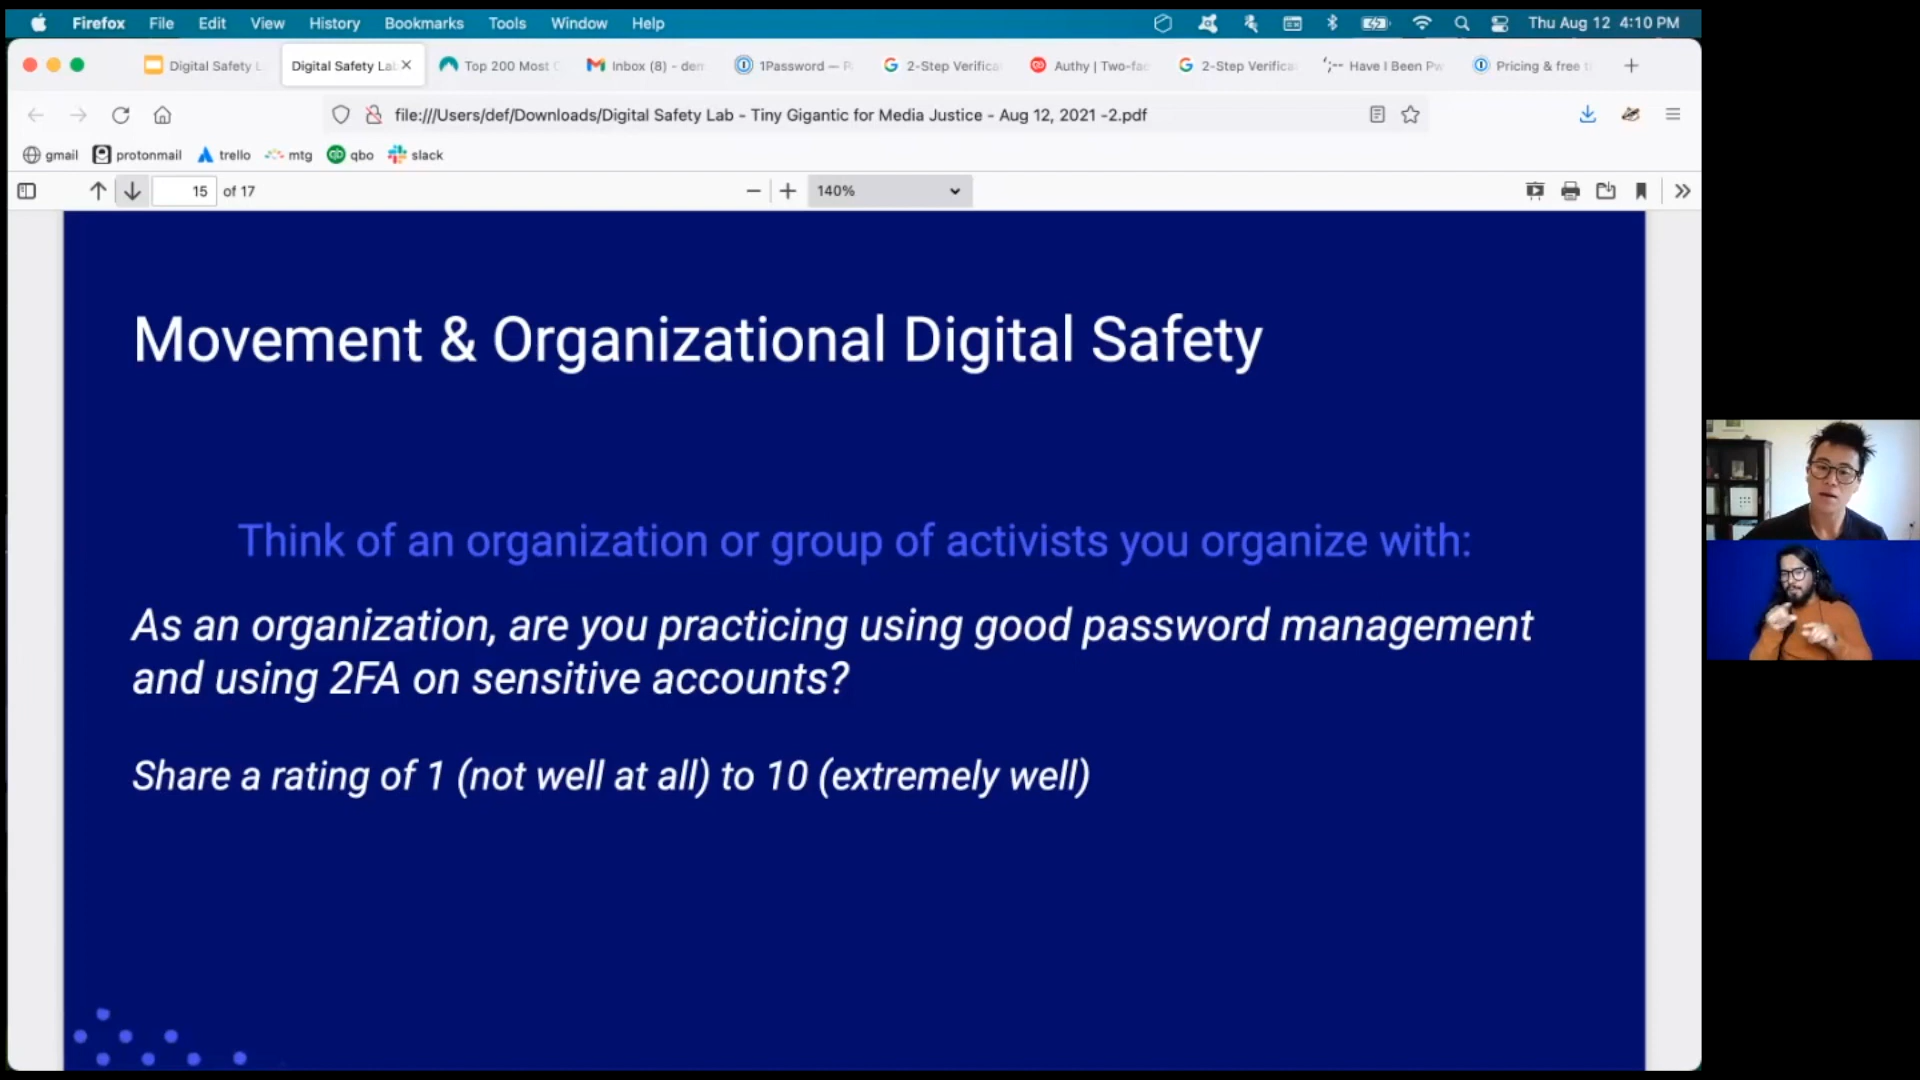 Firefox File Edit View History Bookmarks Tools Window Help Thu Aug 12 4:10 PM
Digital Safety L Digital Safety La Top 200 Most Inbox (8) - dem 1Password — P 2-Step Verifica Authy | Two-fac 2-Step Verifica Have I Been Pw Pricing & free t
file:///Users/def/Downloads/Digital Safety Lab - Tiny Gigantic for Media Justice - Aug 12, 2021 -2.pdf
gmail protonmail trello mtg qbo slack
15 of 17 140%
Movement & Organizational Digital Safety
Think of an organization or group of activists you organize with:
As an organization, are you practicing using good password management
and using 2FA on sensitive accounts?
Share a rating of 1 (not well at all) to 10 (extremely well)